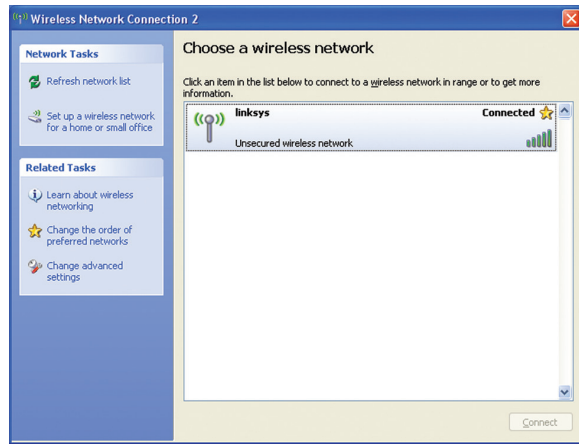 Wireless Network Connection 2
Network Tasks
Refresh network list
Set up a wireless network
for a home or small office
Related Tasks
Learn about wireless
networking
Change the order of
preferred networks
Change advanced
settings
Choose a wireless network
Click an item in the list below to connect to a wireless network in range or to get more
information.
linksys
Connected
Unsecured wireless network
Connect